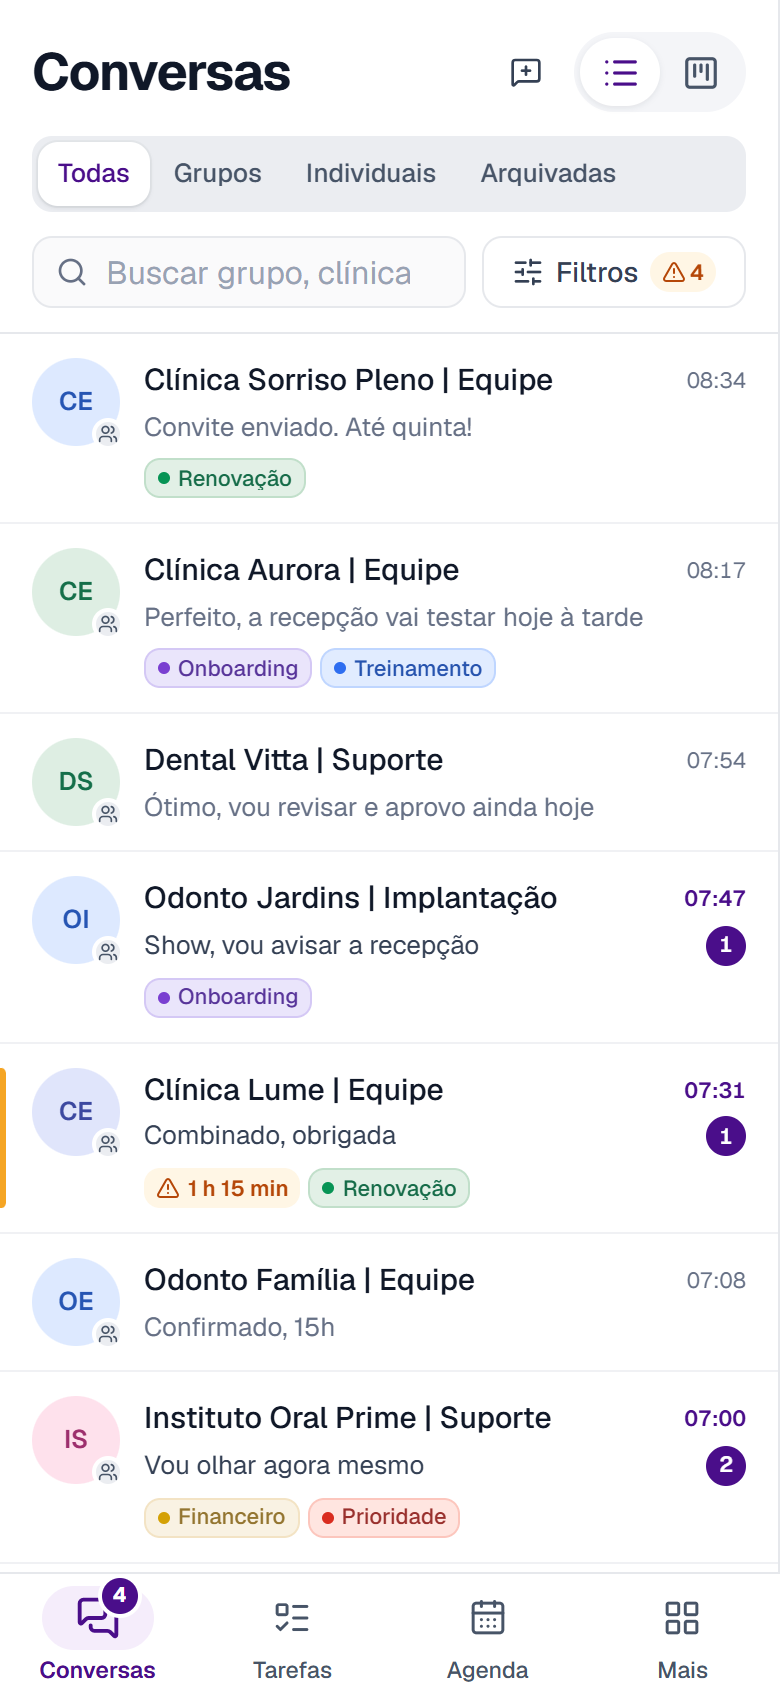 Conversas
Todas Grupos Individuais Arquivadas
Buscar grupo, clínica Filtros 4
CE Clínica Sorriso Pleno | Equipe 08:34
Convite enviado. Até quinta!
Renovação
CE Clínica Aurora | Equipe 08:17
Perfeito, a recepção vai testar hoje à tarde
Onboarding Treinamento
DS Dental Vitta | Suporte 07:54
Ótimo, vou revisar e aprovo ainda hoje
OI Odonto Jardins | Implantação 07:47
Show, vou avisar a recepção 1
Onboarding
CE Clínica Lume | Equipe 07:31
Combinado, obrigada 1
1 h 15 min Renovação
OE Odonto Família | Equipe 07:08
Confirmado, 15h
IS Instituto Oral Prime | Suporte 07:00
Vou olhar agora mesmo 2
Financeiro Prioridade
4
Conversas Tarefas Agenda Mais